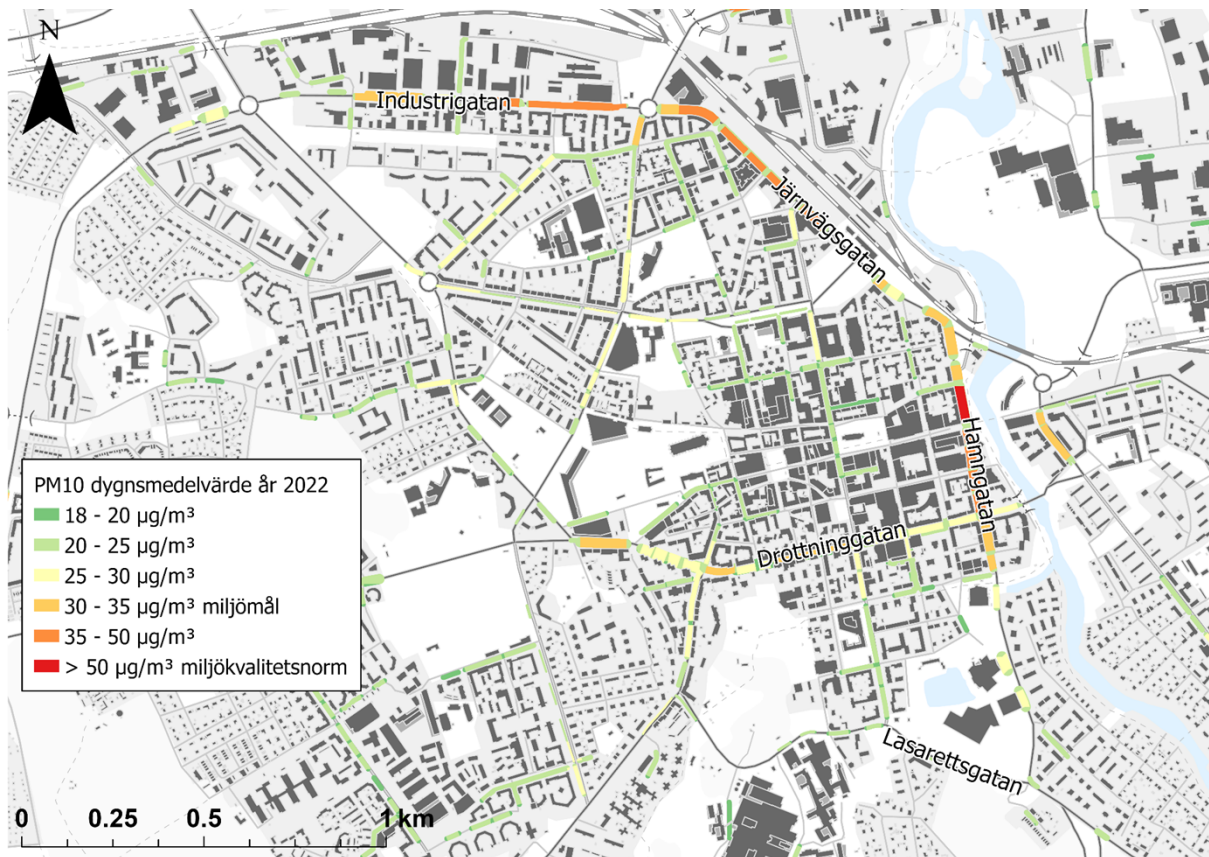 N
Industrigatan
Järnvägsgatan
Hamngatan
PM10 dygnsmedelvärde år 2022
18 - 20 µg/m³
20 - 25 µg/m³
25 - 30 µg/m³
30 - 35 µg/m³ miljömål
35 - 50 µg/m³
> 50 µg/m³ miljökvalitetsnorm
Drottninggatan
Lasarettsgatan
0 0.25 0.5 1 km